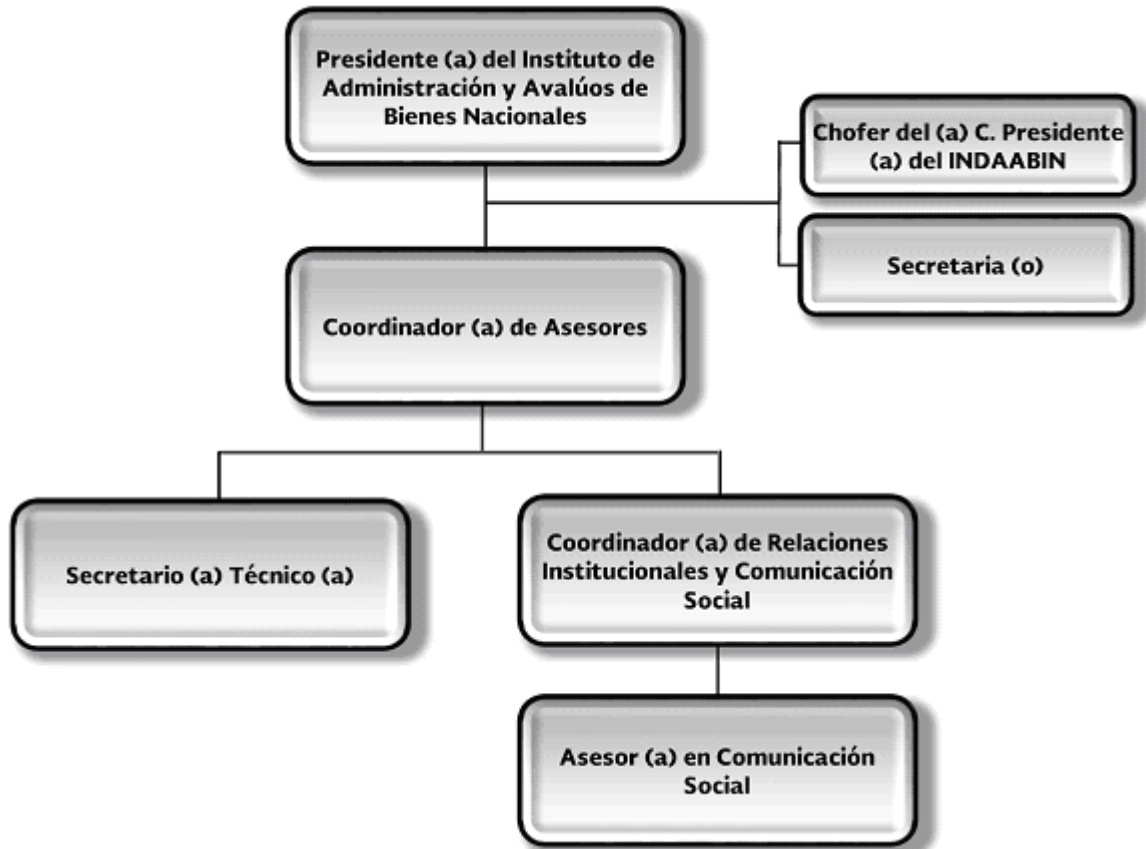 Presidente (a) del Instituto de
Administración y Avalúos de
Bienes Nacionales
Chofer del (a) C. Presidente
(a) del INDAABIN
Secretaria (o)
Coordinador (a) de Asesores
Secretario (a) Técnico (a)
Coordinador (a) de Relaciones
Institucionales y Comunicación
Social
Asesor (a) en Comunicación
Social